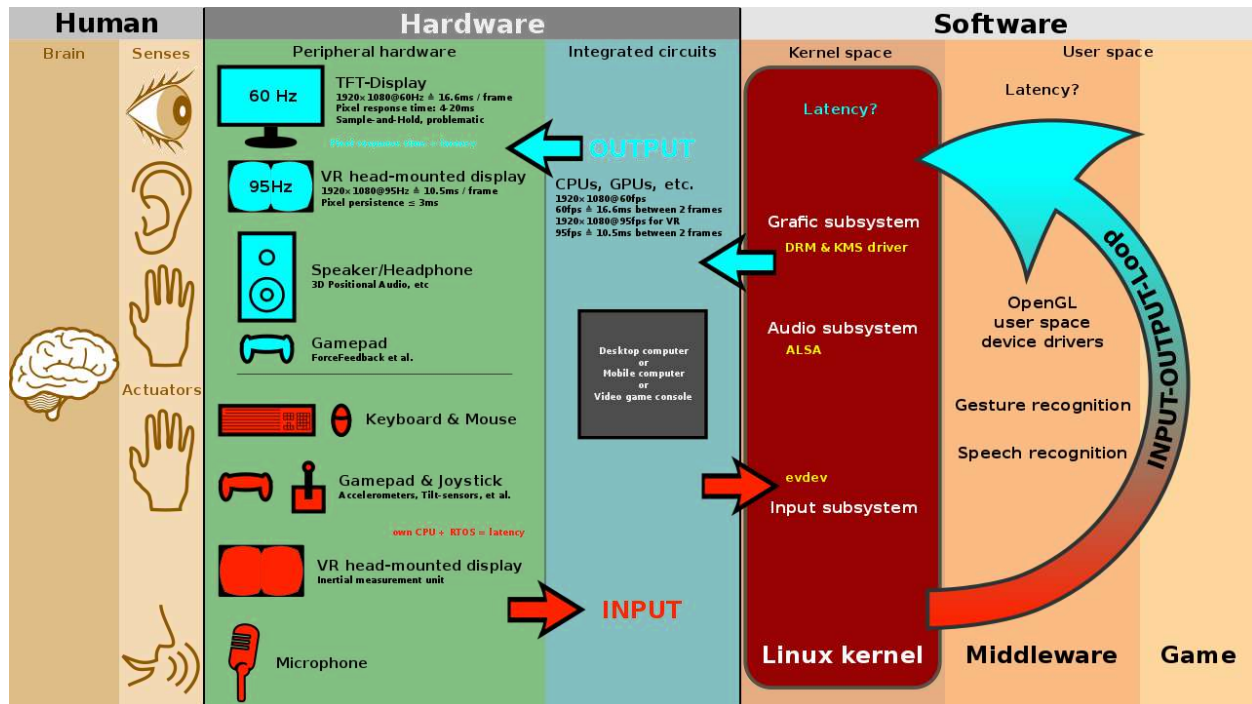 Human
Hardware
Software
Brain
Senses
Peripheral hardware
Integrated circuits
Kernel space
User space
60 Hz
TFT-Display
1920×1080@60Hz ≙ 16.6ms / frame
Pixel response time: 4-20ms
Sample-and-Hold, problematic
Pixel response time + latency
OUTPUT
95Hz
VR head-mounted display
1920×1080@95Hz ≙ 10.5ms / frame
Pixel persistence ≤ 3ms
CPUs, GPUs, etc.
1920×1080@60fps
60fps ≙ 16.6ms between 2 frames
1920×1080@95fps for VR
95fps ≙ 10.5ms between 2 frames
Speaker/Headphone
3D Positional Audio, etc
Gamepad
ForceFeedback et al.
Desktop computer
or
Mobile computer
or
Video game console
Actuators
Keyboard & Mouse
Gamepad & Joystick
Accelerometers, Tilt-sensors, et al.
own CPU + RTOS = latency
VR head-mounted display
Inertial measurement unit
INPUT
Microphone
Latency?
Grafic subsystem
DRM & KMS driver
Audio subsystem
ALSA
evdev
Input subsystem
Linux kernel
Latency?
OpenGL
user space
device drivers
Gesture recognition
Speech recognition
INPUT-OUTPUT-Loop
Middleware
Game